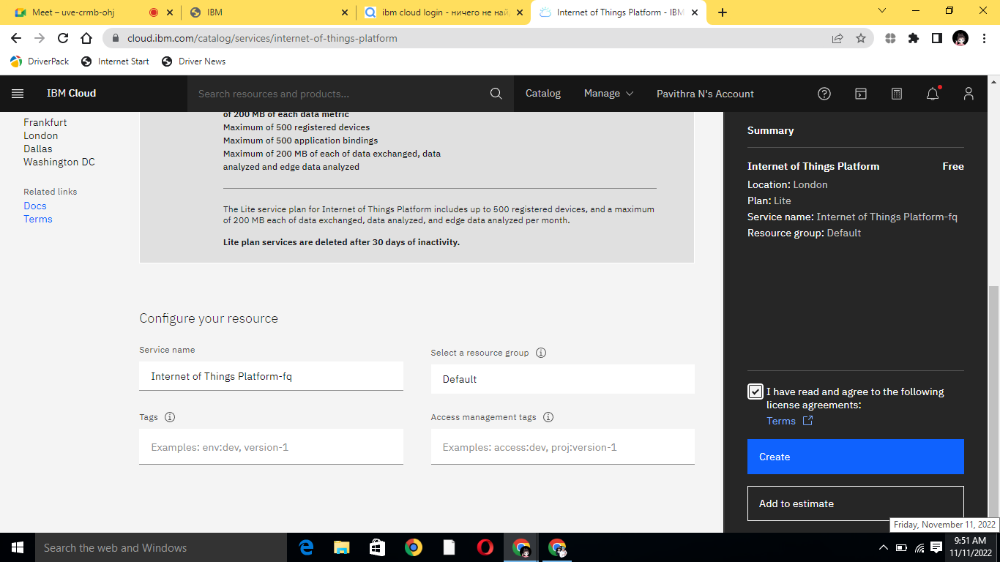 Meet – uve-crmb-ohj
IBM
ibm cloud login - ничего не най
Internet of Things Platform - IBM
cloud.ibm.com/catalog/services/internet-of-things-platform
DriverPack
Internet Start
Driver News
IBM Cloud
Search resources and products...
Catalog
Manage
Pavithra N's Account
Frankfurt
London
Dallas
Washington DC
Related links
Docs
Terms
of 200 MB of each data metric
Maximum of 500 registered devices
Maximum of 500 application bindings
Maximum of 200 MB of each of data exchanged, data
analyzed and edge data analyzed
The Lite service plan for Internet of Things Platform includes up to 500 registered devices, and a maximum
of 200 MB each of data exchanged, data analyzed, and edge data analyzed per month.
Lite plan services are deleted after 30 days of inactivity.
Configure your resource
Service name
Internet of Things Platform-fq
Select a resource group
Default
Tags
Examples: env:dev, version-1
Access management tags
Examples: access:dev, proj:version-1
Summary
Internet of Things Platform Free
Location: London
Plan: Lite
Service name: Internet of Things Platform-fq
Resource group: Default
I have read and agree to the following
license agreements:
Terms
Create
Add to estimate
Friday, November 11, 2022
Search the web and Windows
9:51 AM
11/11/2022